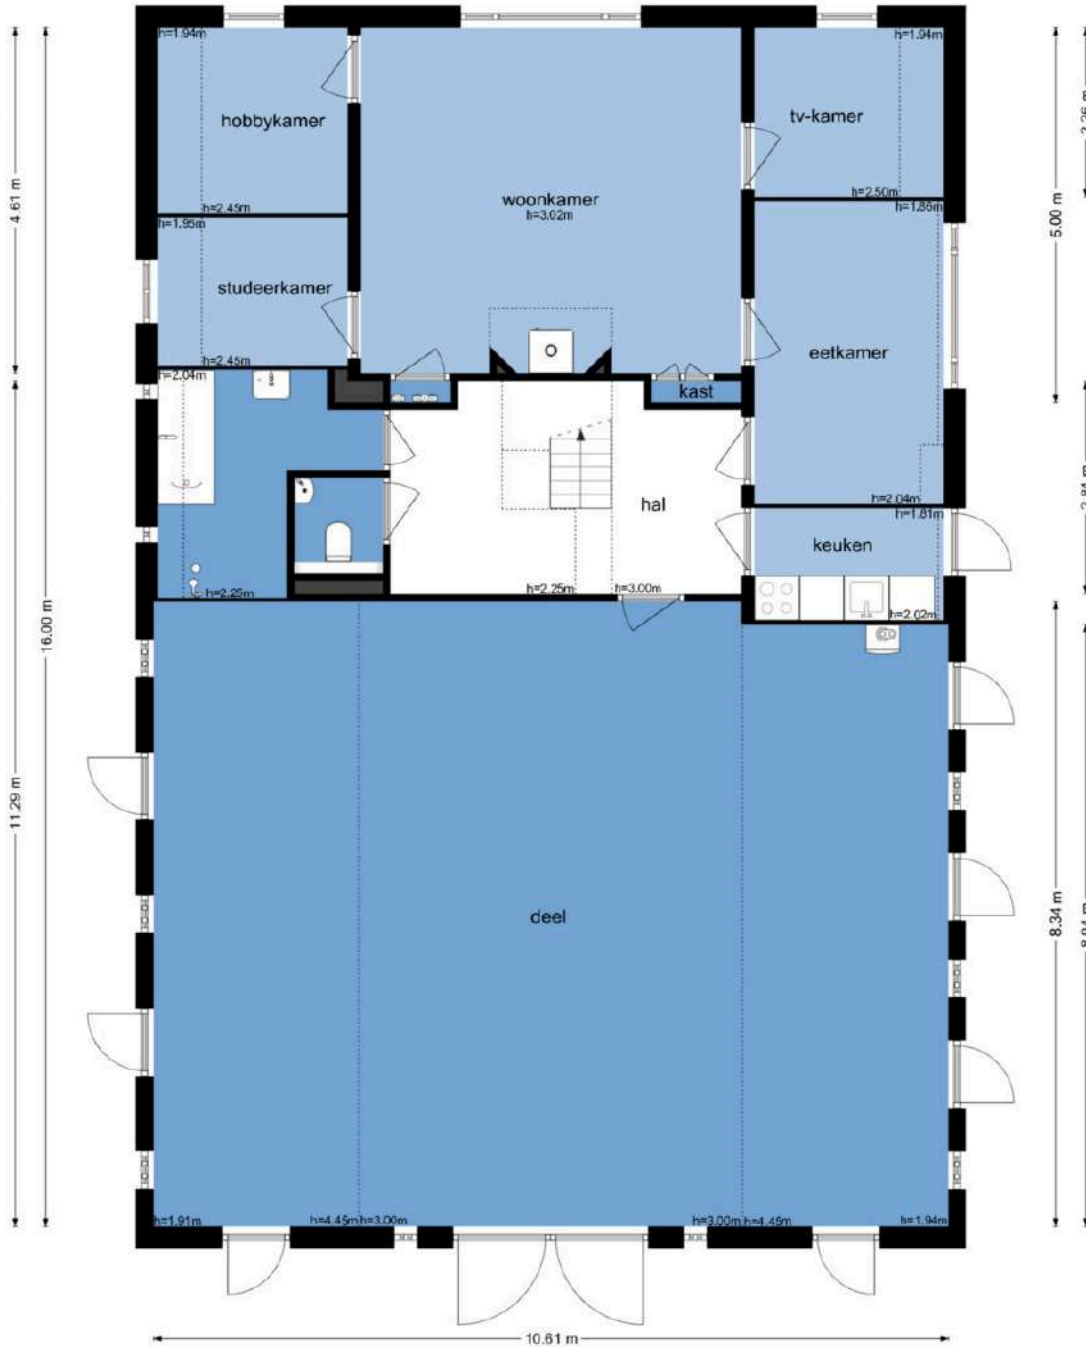 h=1.94m
h=1.94m
hobbykamer
tv-kamer
woonkamer
h=3.02m
h=2.50m
h=1.86m
h=2.45m
h=1.95m
studeerkamer
eetkamer
h=2.45m
h=2.04m
kast
hal
h=2.04m
h=1.81m
keuken
h=2.25m
h=2.25m
h=3.00m
h=2.02m
deel
h=1.91m
h=4.45m
h=3.00m
h=3.00m
h=4.45m
h=1.94m
4.61 m
11.29 m
16.00 m
5.00 m
8.34 m
10.61 m